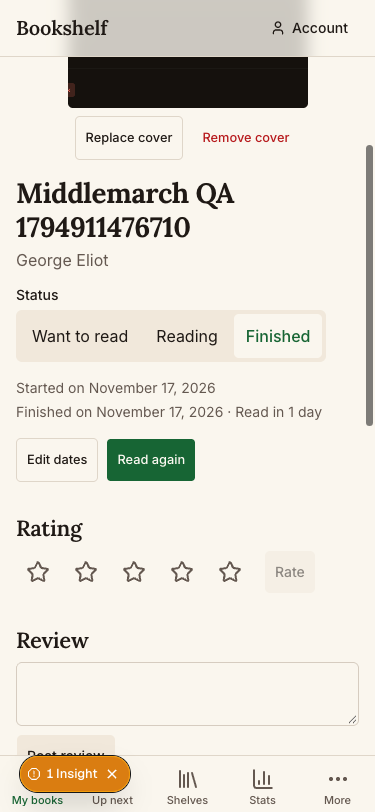 Bookshelf
Account
Replace cover
Remove cover
Middlemarch QA
1794911476710
George Eliot
Status
Want to read
Reading
Finished
Started on November 17, 2026
Finished on November 17, 2026 · Read in 1 day
Edit dates
Read again
Rating
Rate
Review
Post review
1 Insight
My books
Up next
Shelves
Stats
More